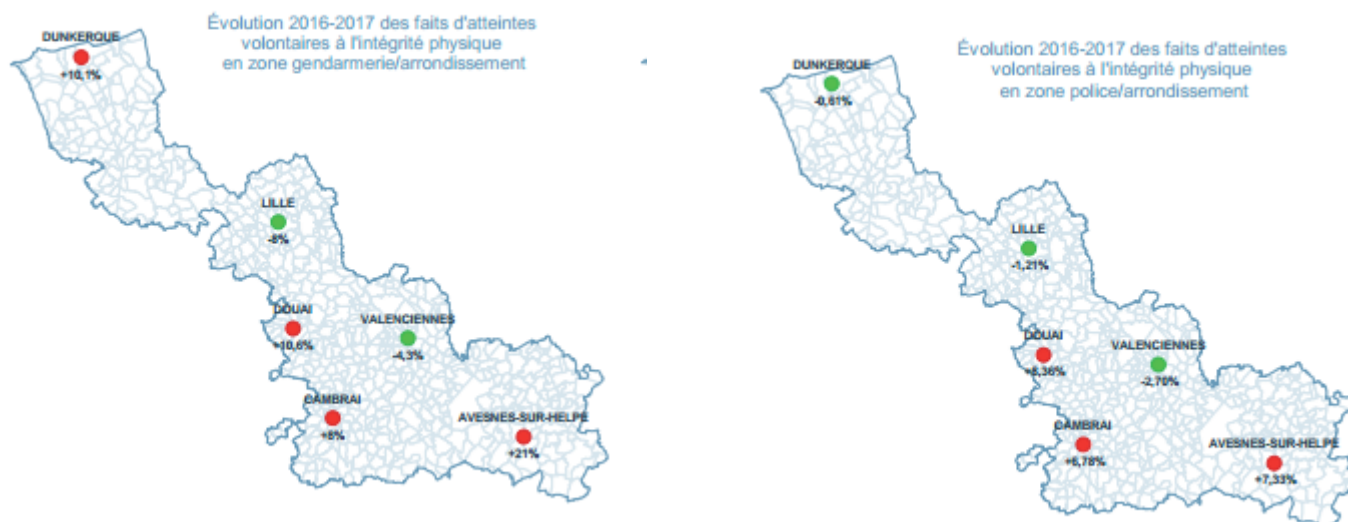 Évolution 2016-2017 des faits d'atteintes
volontaires à l'intégrité physique
en zone gendarmerie/arrondissement
DUNKERQUE
+10,1%
LILLE
-8%
DOUAI
+10,6%
VALENCIENNES
-4,3%
CAMBRAI
+8%
AVESNES-SUR-HELPE
+21%
Évolution 2016-2017 des faits d'atteintes
volontaires à l'intégrité physique
en zone police/arrondissement
DUNKERQUE
-0,61%
LILLE
-1,21%
DOUAI
VALENCIENNES
-2,70%
CAMBRAI
+6,78%
AVESNES-SUR-HELPE
+7,33%